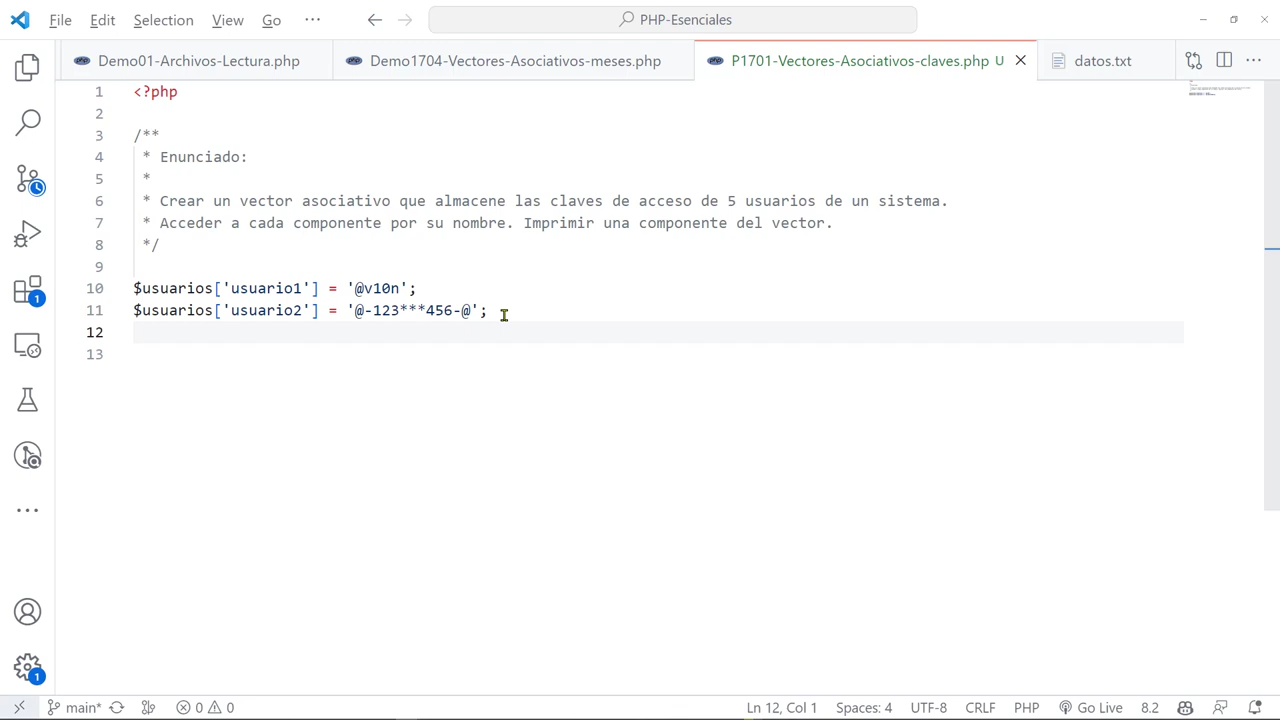 File Edit Selection View Go ··· PHP-Esenciales
Demo01-Archivos-Lectura.php Demo1704-Vectores-Asociativos-meses.php P1701-Vectores-Asociativos-claves.php U datos.txt
1 <?php
2
3 /**
4 * Enunciado:
5 *
6 * Crear un vector asociativo que almacene las claves de acceso de 5 usuarios de un sistema.
7 * Acceder a cada componente por su nombre. Imprimir una componente del vector.
8 */
9
10 $usuarios['usuario1'] = '@v10n';
11 $usuarios['usuario2'] = '@-123***456-@';
12
13
1
1
main* 0 0 Ln 12, Col 1 Spaces: 4 UTF-8 CRLF PHP Go Live 8.2